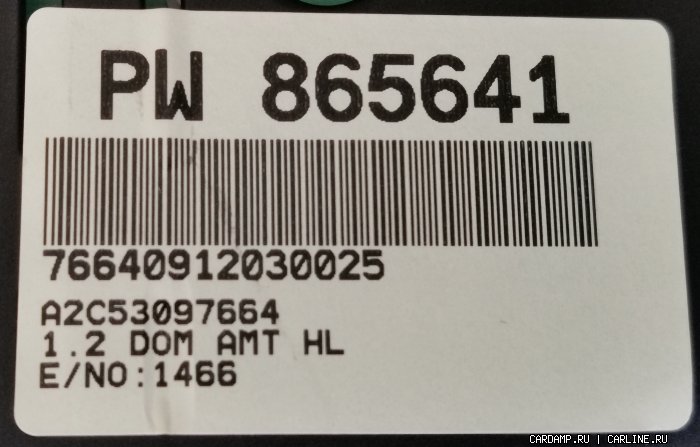 PW 865641
76640912030025
A2C53097664
1.2 DOM AMT HL
E/NO:1466
CARDAMP.RU | CARLINE.RU